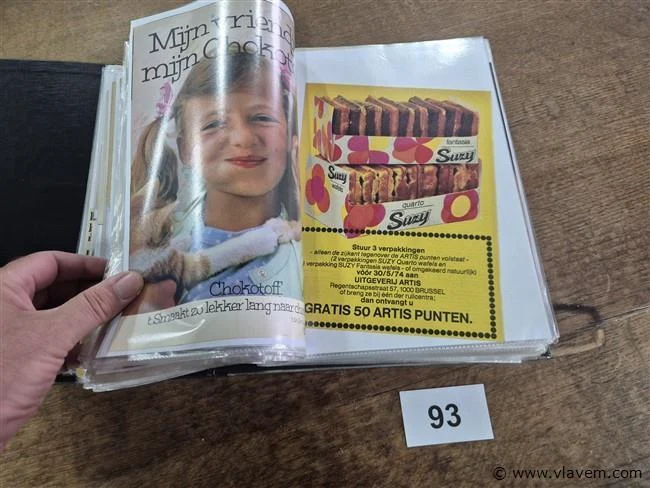 Mijn vriend
mijn Chokot
Chokotoff
't Smaakt zo lekker lang naar
fantasia
Suzy
Suzy
wafels
quarto
Suzy
Stuur 3 verpakkingen
- alleen de zijkant tegenover de ARTIS punten volstaat -
(2 verpakkingen SUZY Quarto wafels en
1 verpakking SUZY Fantasia wafels - of omgekeerd natuurlijk)
vóór 30/5/74 aan
UITGEVERIJ ARTIS
Regentschapsstraat 57, 1000 BRUSSEL
of breng ze bij één der ruilcentra;
dan ontvangt u
GRATIS 50 ARTIS PUNTEN.
93
© www.vlavem.com